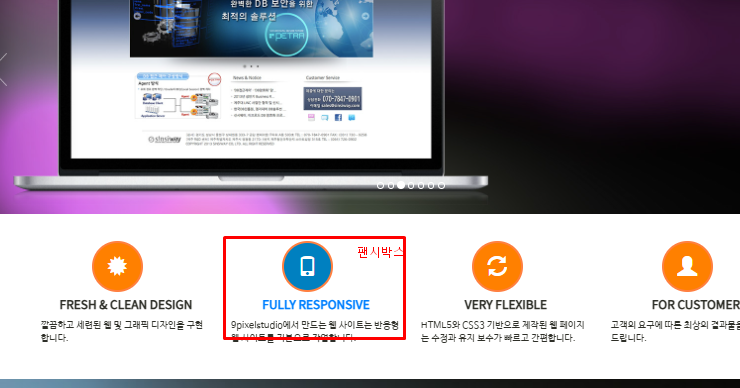 완벽한 DB 보안을 위한
최적의 솔루션
PETRA
News & Notice
Customer Service
070-7847-0901
팬시박스
FRESH & CLEAN DESIGN
깔끔하고 세련된 웹 및 그래픽 디자인을 구현
합니다.
FULLY RESPONSIVE
9pixelstudio에서 만드는 웹 사이트는 반응형
웹 사이트를 기본으로 작업합니다.
VERY FLEXIBLE
HTML5와 CSS3 기반으로 제작된 웹 페이지
는 수정과 유지 보수가 빠르고 간편합니다.
FOR CUSTOMER
고객의 요구에 따른 최상의 결과물을
드립니다.